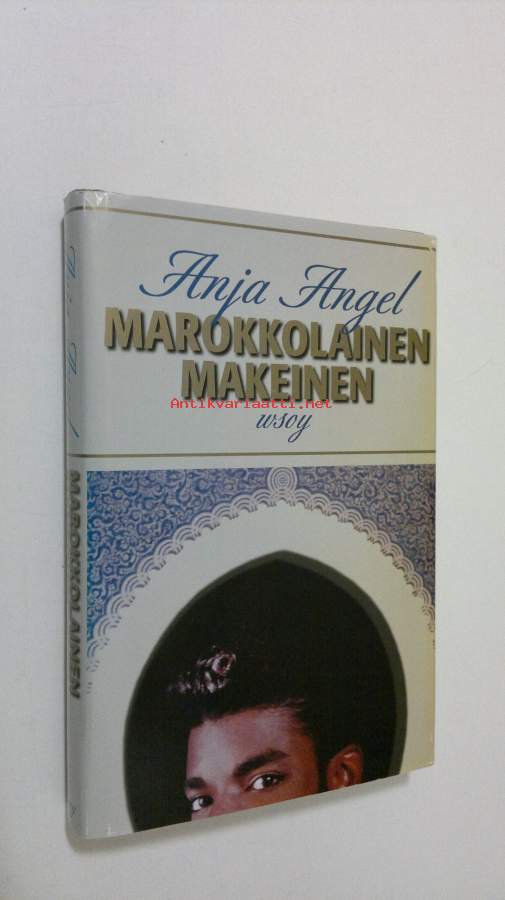 Anja Angel
MAROKKOLAINEN
MAKEINEN
Antikvariaatti.net
wsoy
MAROKKOLAINEN